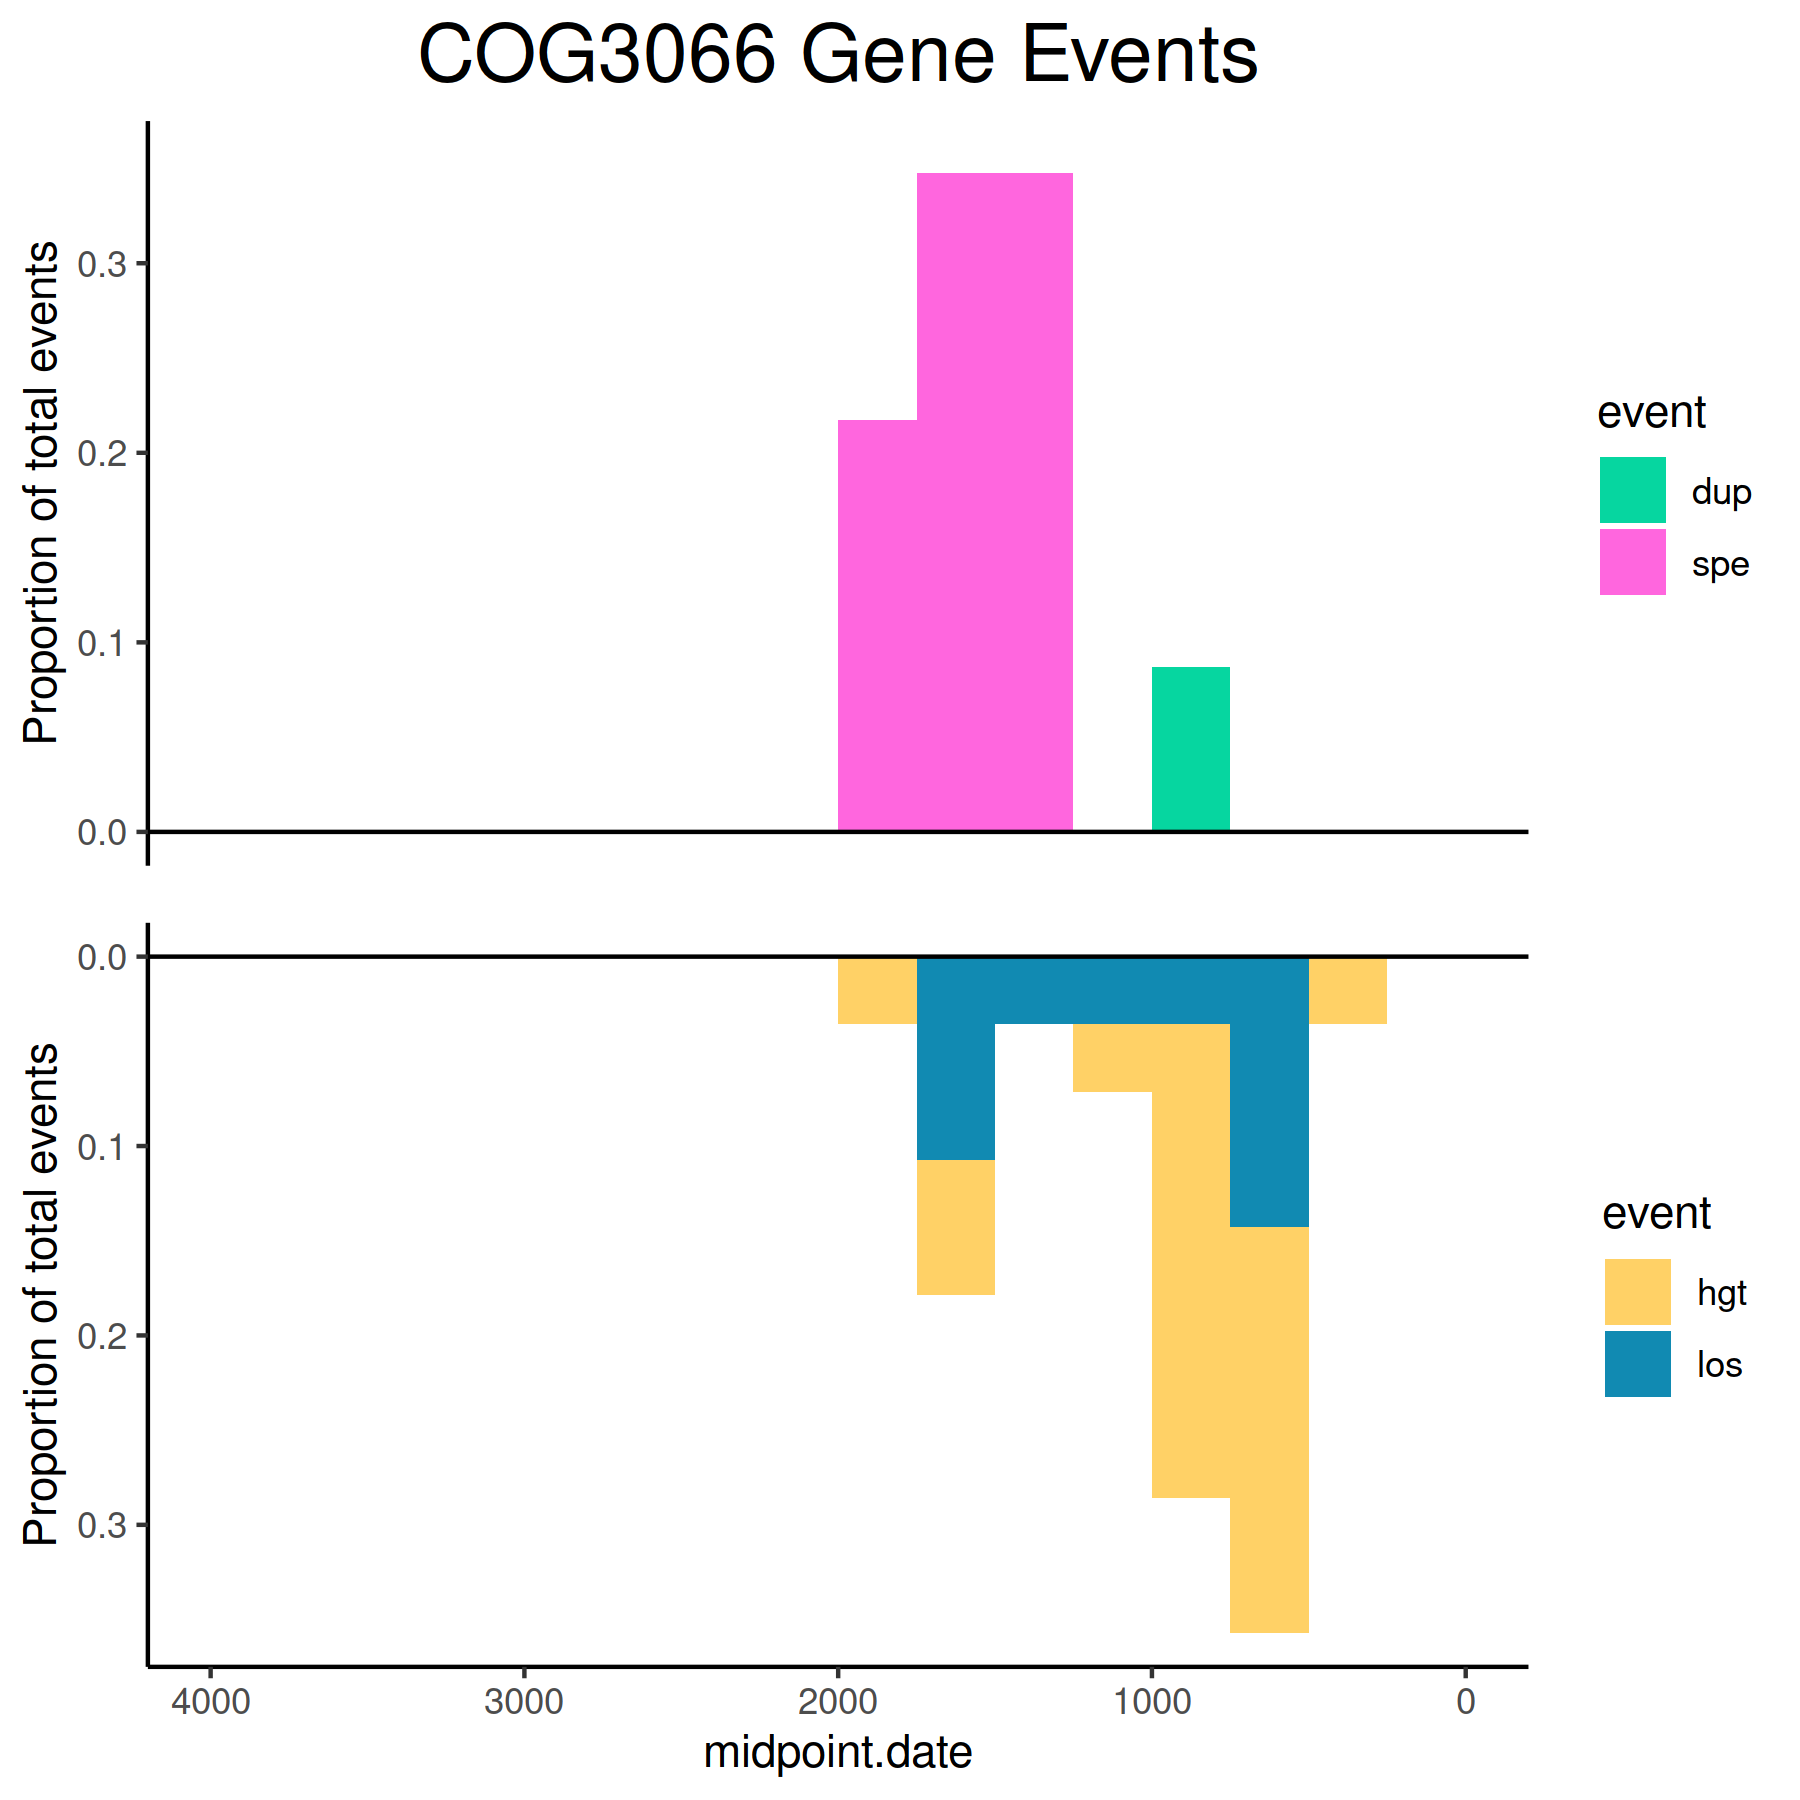 COG3066 Gene Events
Proportion of total events
0.3
0.2
0.1
0.0
event
dup
spe
Proportion of total events
0.0
0.1
0.2
0.3
event
hgt
los
4000 3000 2000 1000 0
midpoint.date